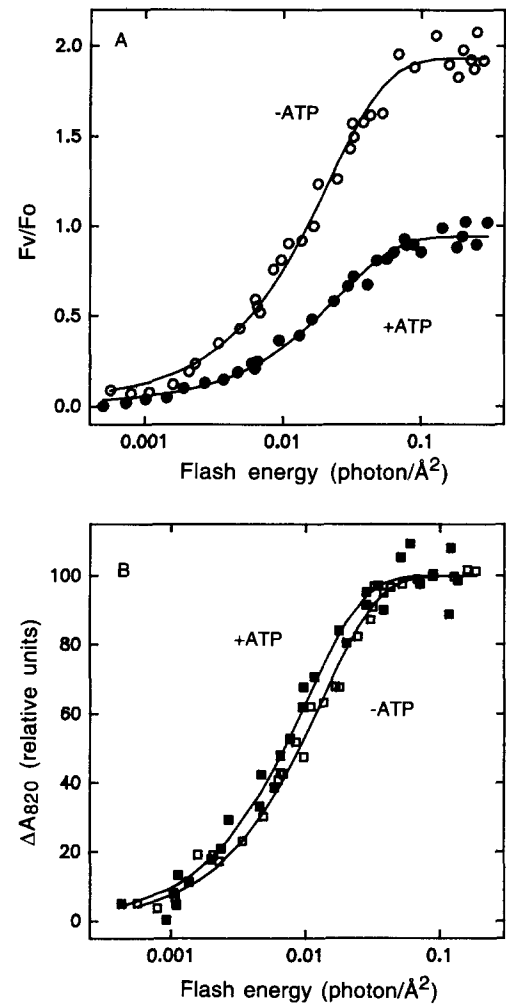 A
2.0
1.5
1.0
0.5
0.0
Fv/Fo
-ATP
+ATP
0.001 0.01 0.1
Flash energy (photon/Å²)
B
100
80
60
40
20
0
ΔA820 (relative units)
+ATP
-ATP
0.001 0.01 0.1
Flash energy (photon/Å²)